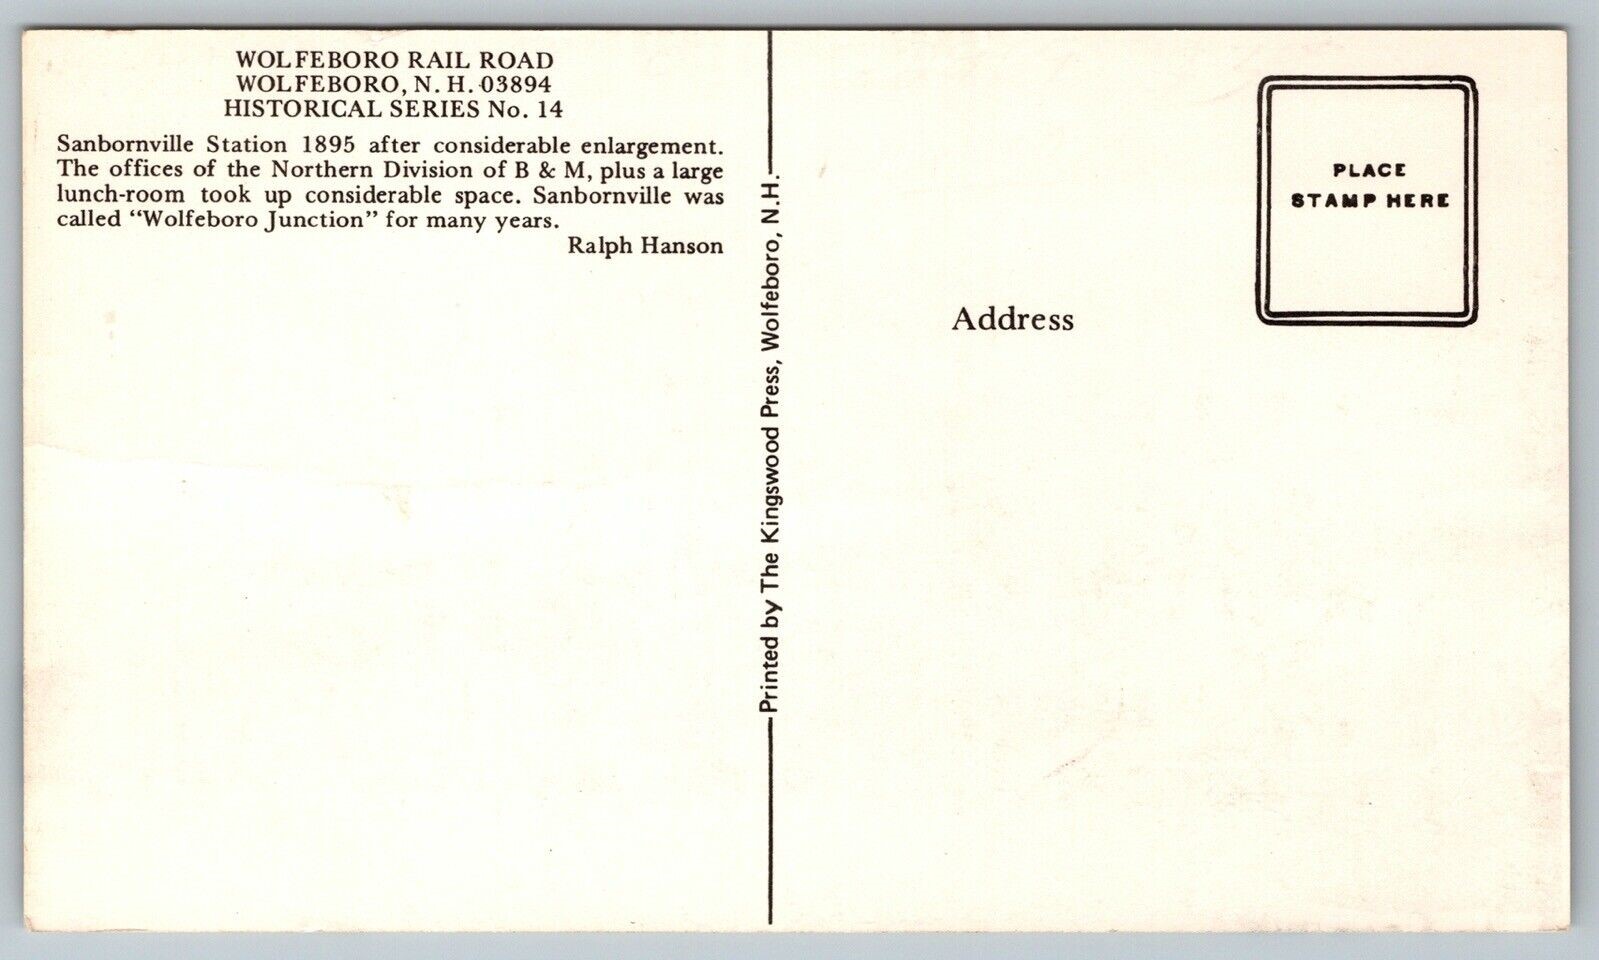 WOLFEBORO RAIL ROAD
WOLFEBORO, N. H. 03894
HISTORICAL SERIES No. 14
Sanbornville Station 1895 after considerable enlargement.
The offices of the Northern Division of B & M, plus a large
lunch-room took up considerable space. Sanbornville was
called "Wolfeboro Junction" for many years.
Ralph Hanson
Printed by The Kingswood Press, Wolfeboro, N.H.
PLACE
STAMP HERE
Address